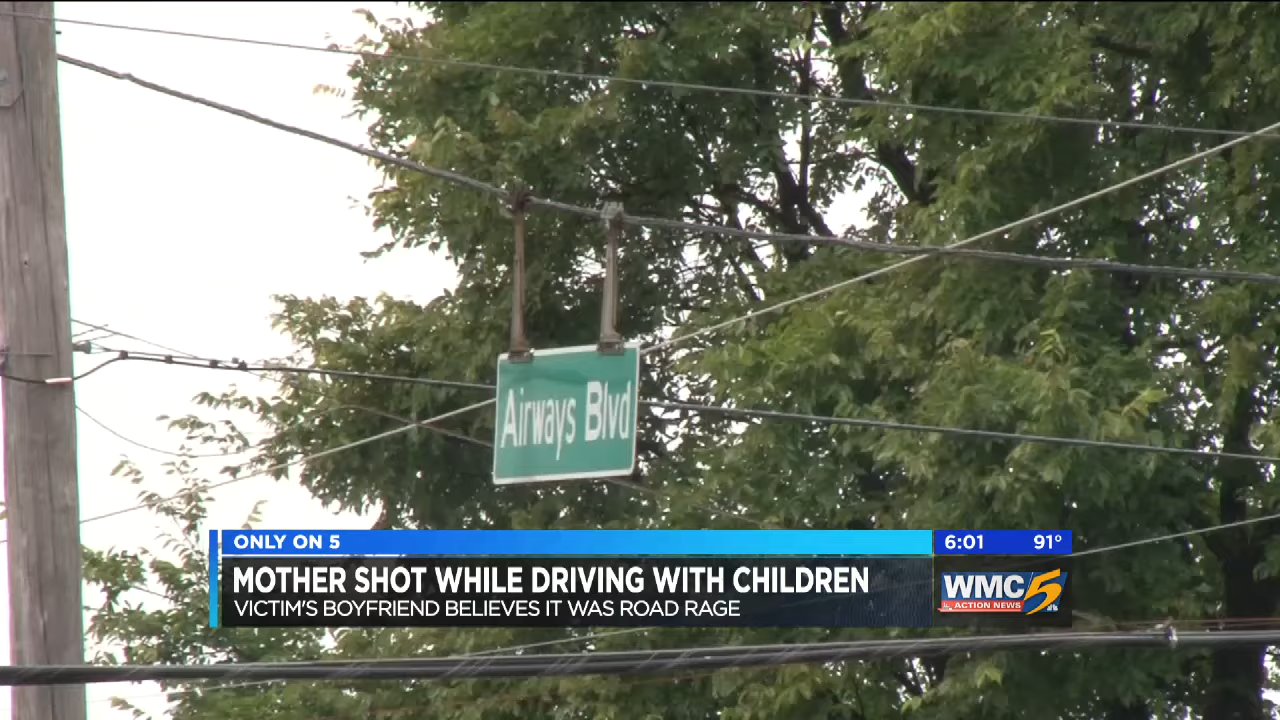 Airways Blvd
ONLY ON 5
6:01 91°
MOTHER SHOT WHILE DRIVING WITH CHILDREN
VICTIM'S BOYFRIEND BELIEVES IT WAS ROAD RAGE
WMC 5
ACTION NEWS